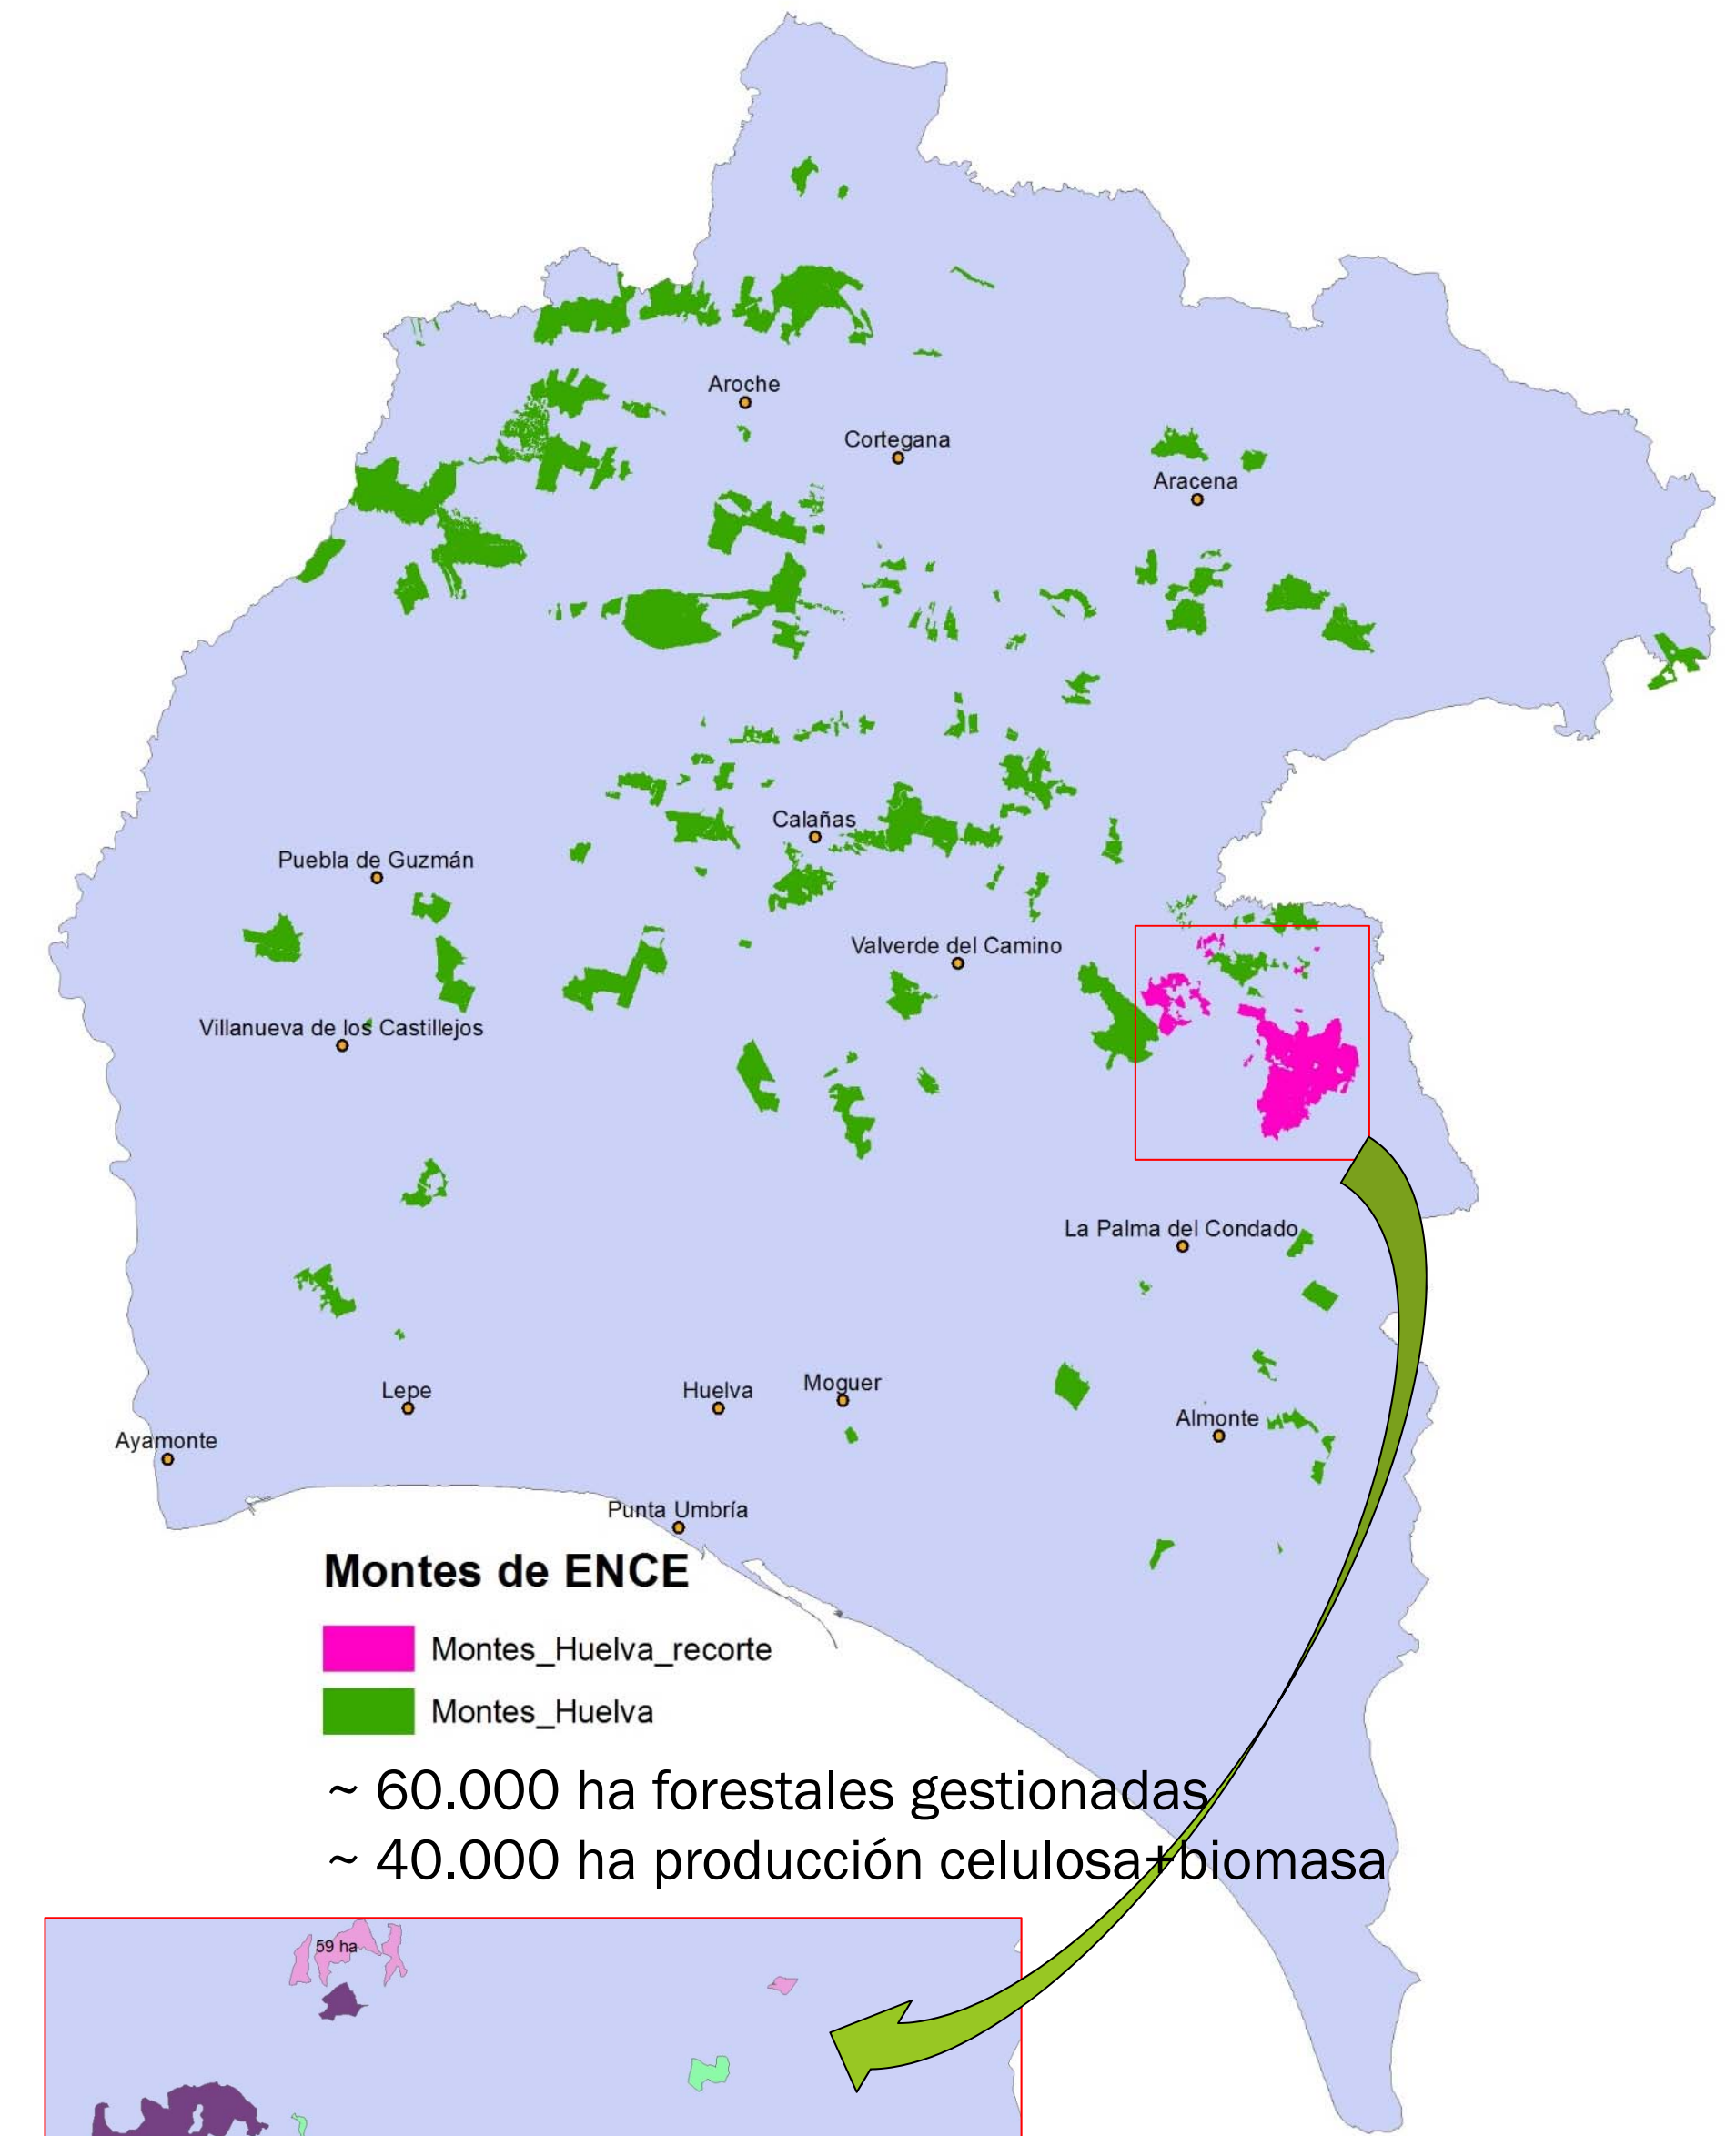 Aroche
Cortegana
Aracena
Calañas
Puebla de Guzmán
Valverde del Camino
Villanueva de los Castillejos
La Palma del Condado
Lepe
Huelva
Moguer
Almonte
Ayamonte
Punta Umbría
Montes de ENCE
Montes_Huelva_recorte
Montes_Huelva
~ 60.000 ha forestales gestionadas
~ 40.000 ha producción celulosa+biomasa
59 ha